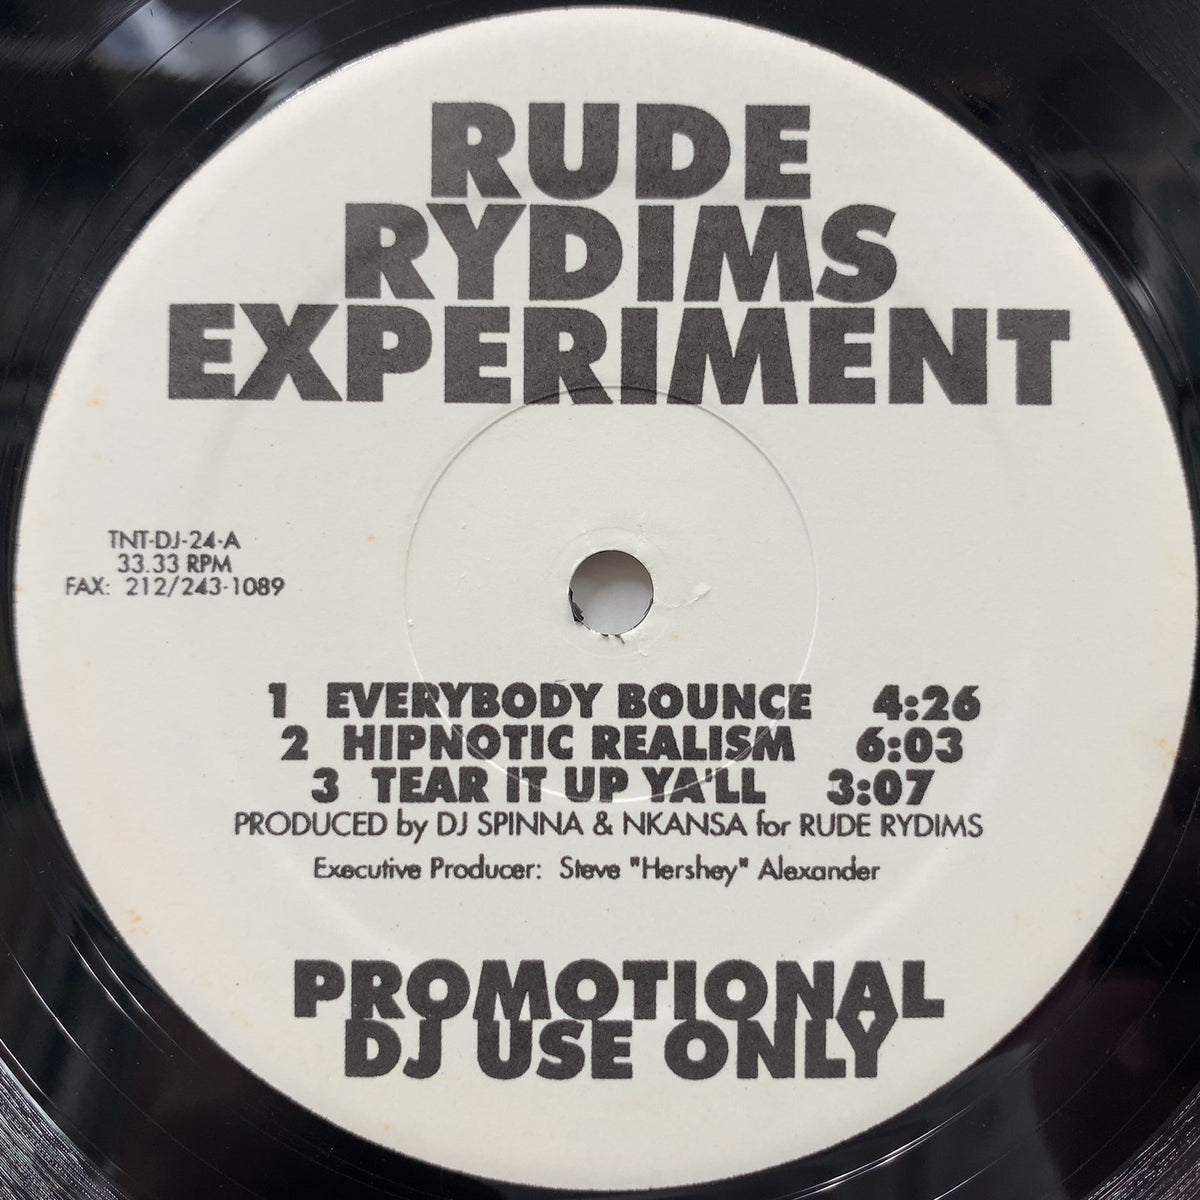 RUDE
RYDIMS
EXPERIMENT
TNT-DJ-24-A
33.33 RPM
FAX: 212/243-1089
1 EVERYBODY BOUNCE 4:26
2 HIPNOTIC REALISM 6:03
3 TEAR IT UP YA'LL 3:07
PRODUCED by DJ SPINNA & NKANSA for RUDE RYDIMS
Executive Producer: Steve "Hershey" Alexander
PROMOTIONAL
DJ USE ONLY